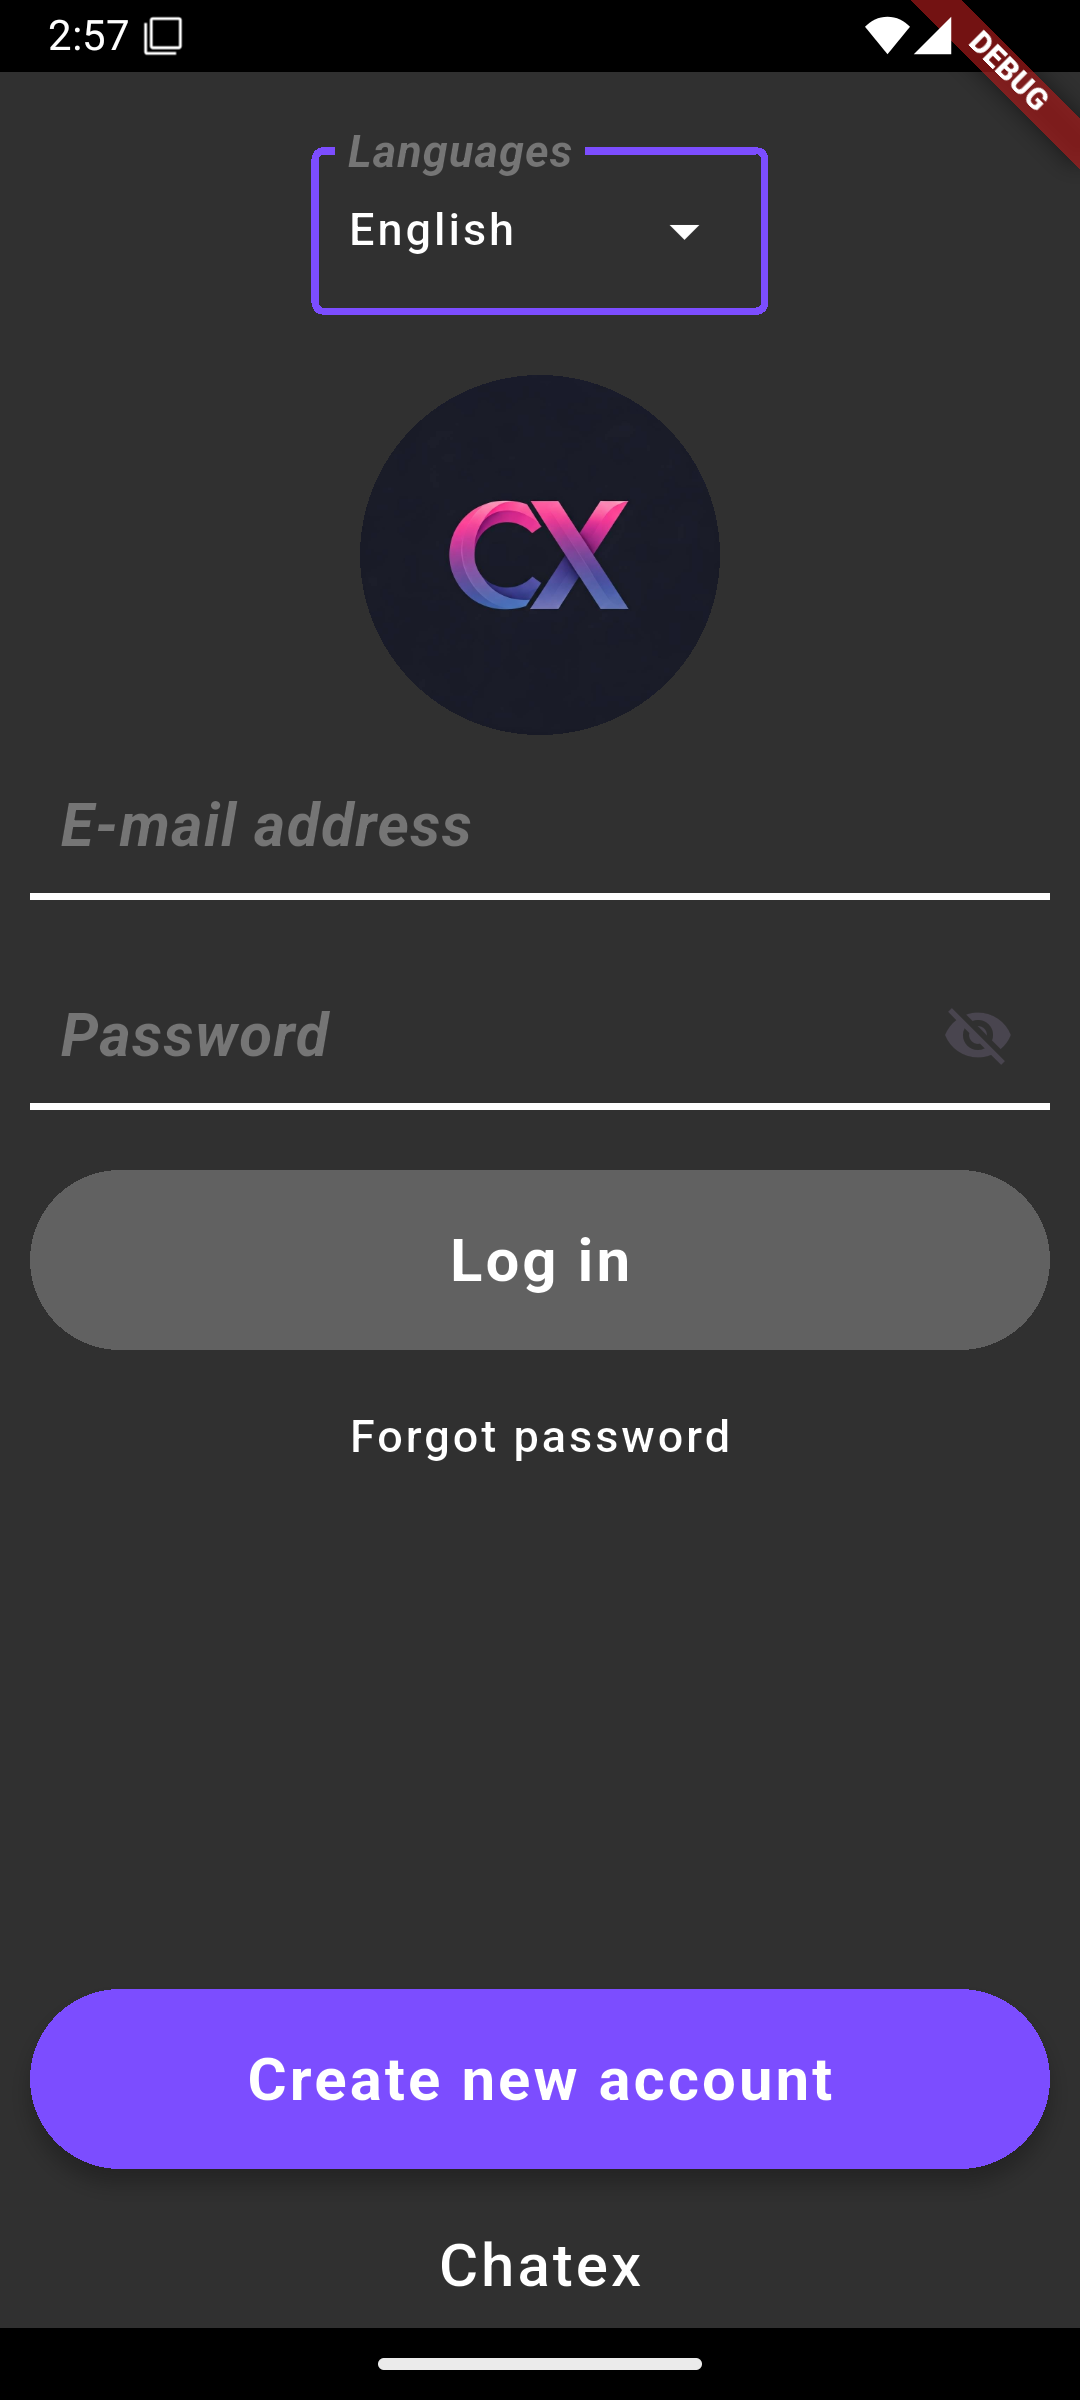 2:57
DEBUG
Languages
English
CX
E-mail address
Password
Log in
Forgot password
Create new account
Chatex